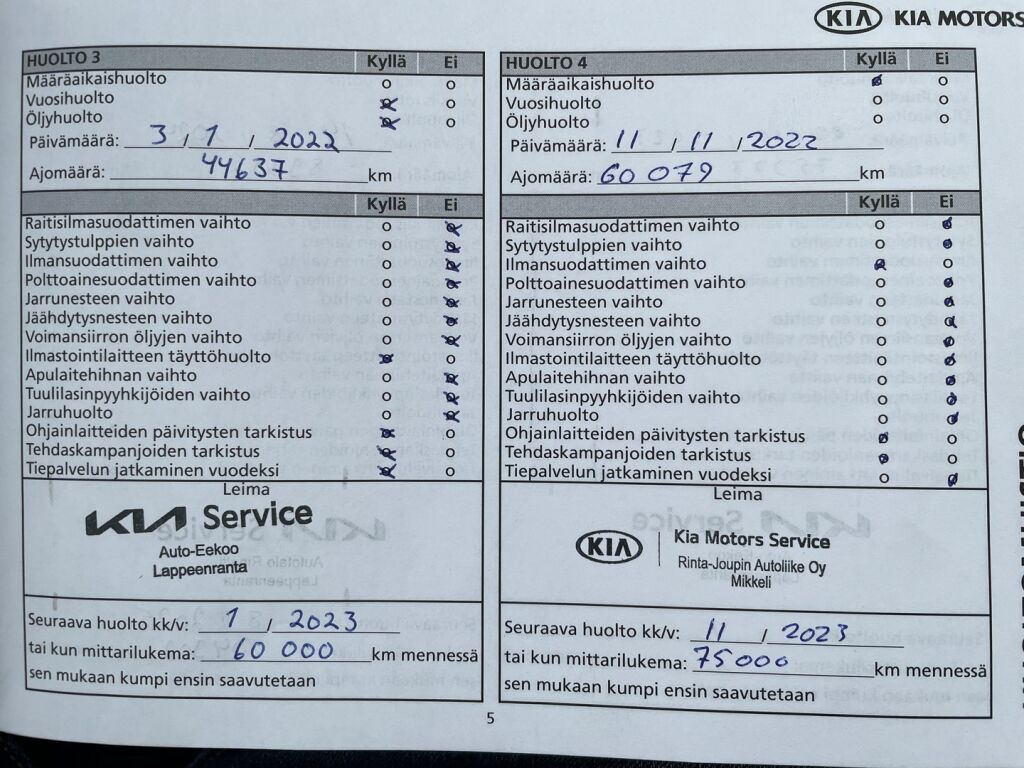 KIA KIA MOTORS
HUOLTO 3 Kyllä Ei
Määräaikaishuolto
Vuosihuolto
Öljyhuolto
Päivämäärä: 3 / 1 / 2022
Ajomäärä: 44637 km
Kyllä Ei
Raitisilmasuodattimen vaihto
Sytytystulppien vaihto
Ilmansuodattimen vaihto
Polttoainesuodattimen vaihto
Jarrunesteen vaihto
Jäähdytysnesteen vaihto
Voimansiirron öljyjen vaihto
Ilmastointilaitteen täyttöhuolto
Apulaitehihnan vaihto
Tuulilasinpyyhkijöiden vaihto
Jarruhuolto
Ohjainlaitteiden päivitysten tarkistus
Tehdaskampanjoiden tarkistus
Tiepalvelun jatkaminen vuodeksi
Leima
KIA Service
Auto-Eekoo
Lappeenranta
Seuraava huolto kk/v: 1 / 2023
tai kun mittarilukema: 60 000 km mennessä
sen mukaan kumpi ensin saavutetaan
HUOLTO 4 Kyllä Ei
Määräaikaishuolto
Vuosihuolto
Öljyhuolto
Päivämäärä: 11 / 11 / 2022
Ajomäärä: 60 079 km
Kyllä Ei
Raitisilmasuodattimen vaihto
Sytytystulppien vaihto
Ilmansuodattimen vaihto
Polttoainesuodattimen vaihto
Jarrunesteen vaihto
Jäähdytysnesteen vaihto
Voimansiirron öljyjen vaihto
Ilmastointilaitteen täyttöhuolto
Apulaitehihnan vaihto
Tuulilasinpyyhkijöiden vaihto
Jarruhuolto
Ohjainlaitteiden päivitysten tarkistus
Tehdaskampanjoiden tarkistus
Tiepalvelun jatkaminen vuodeksi
Leima
KIA Kia Motors Service
Rinta-Joupin Autoliike Oy
Mikkeli
Seuraava huolto kk/v: 11 / 2023
tai kun mittarilukema: 75000 km mennessä
sen mukaan kumpi ensin saavutetaan
5